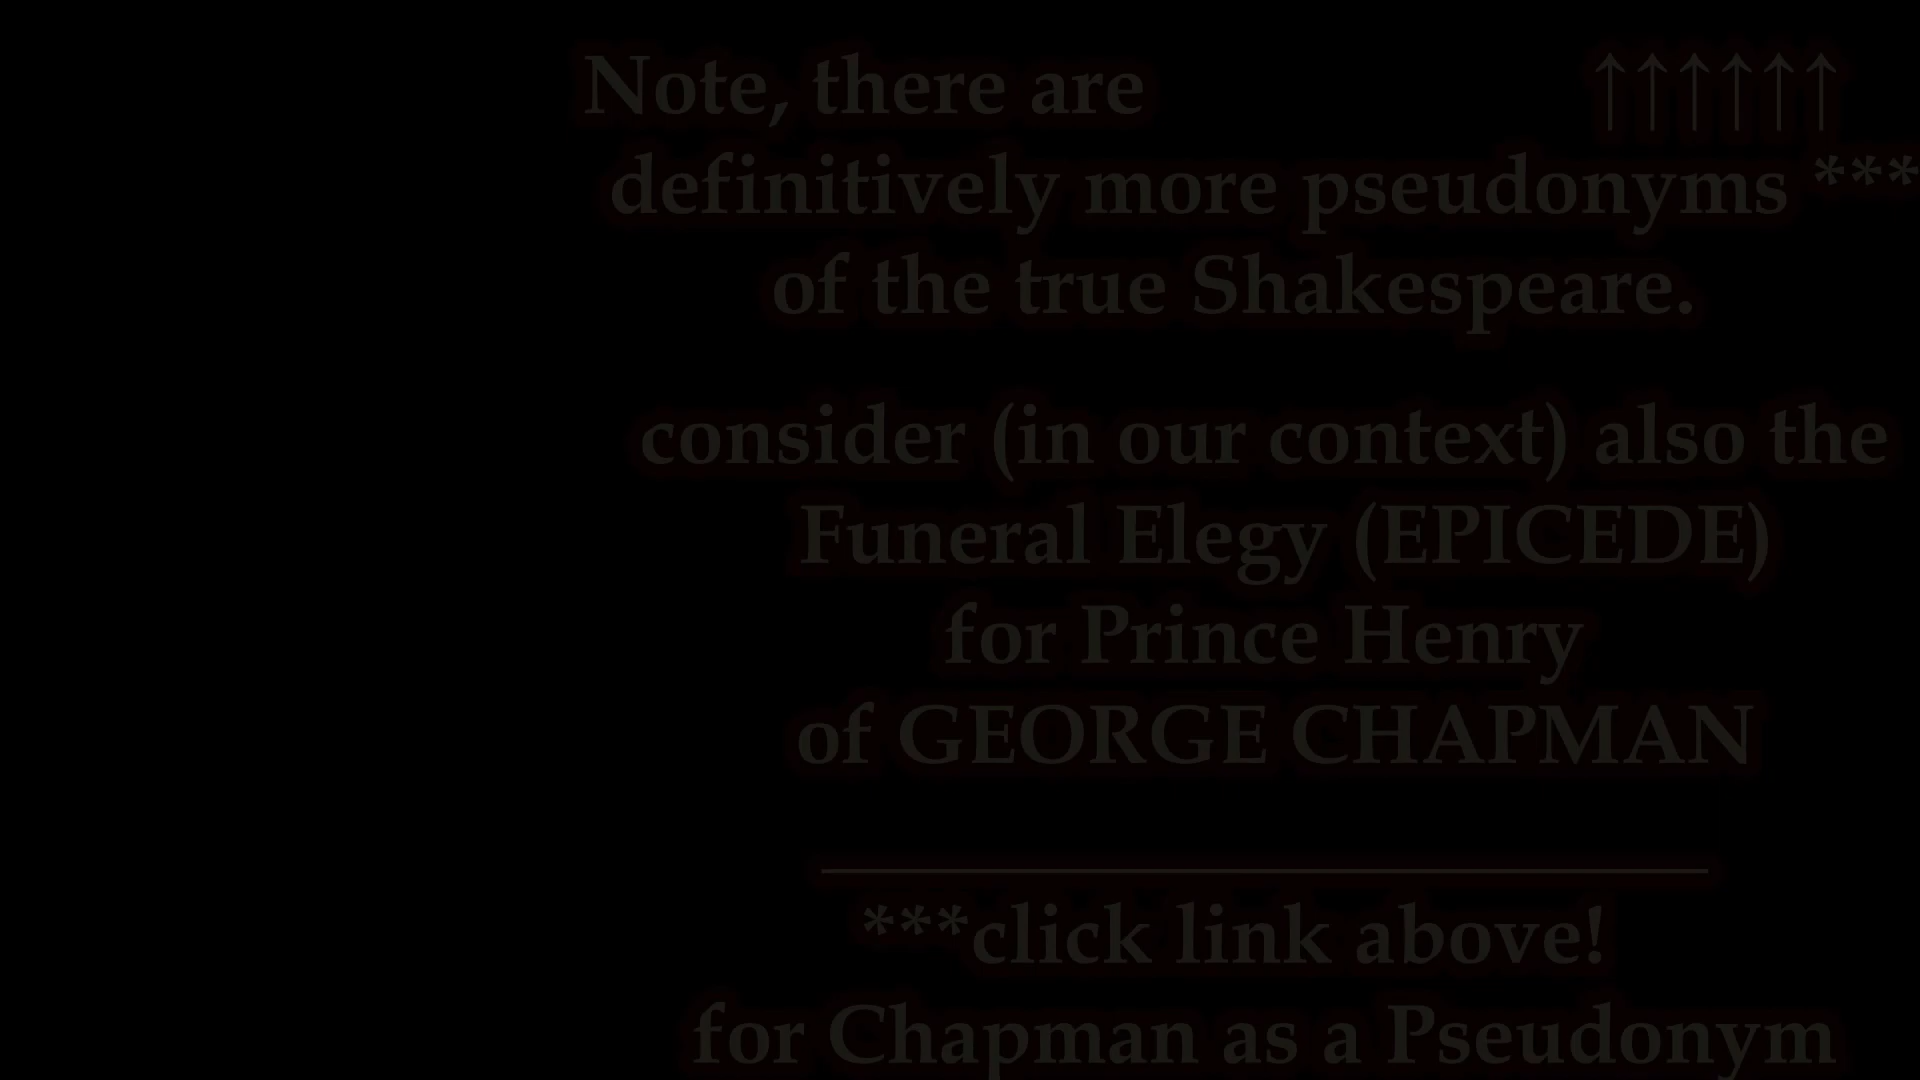 Note, there are ↑↑↑↑↑↑
definitively more pseudonyms ***
of the true Shakespeare.
consider (in our context) also the
Funeral Elegy (EPICEDE)
for Prince Henry
of GEORGE CHAPMAN
***click link above!
for Chapman as a Pseudonym